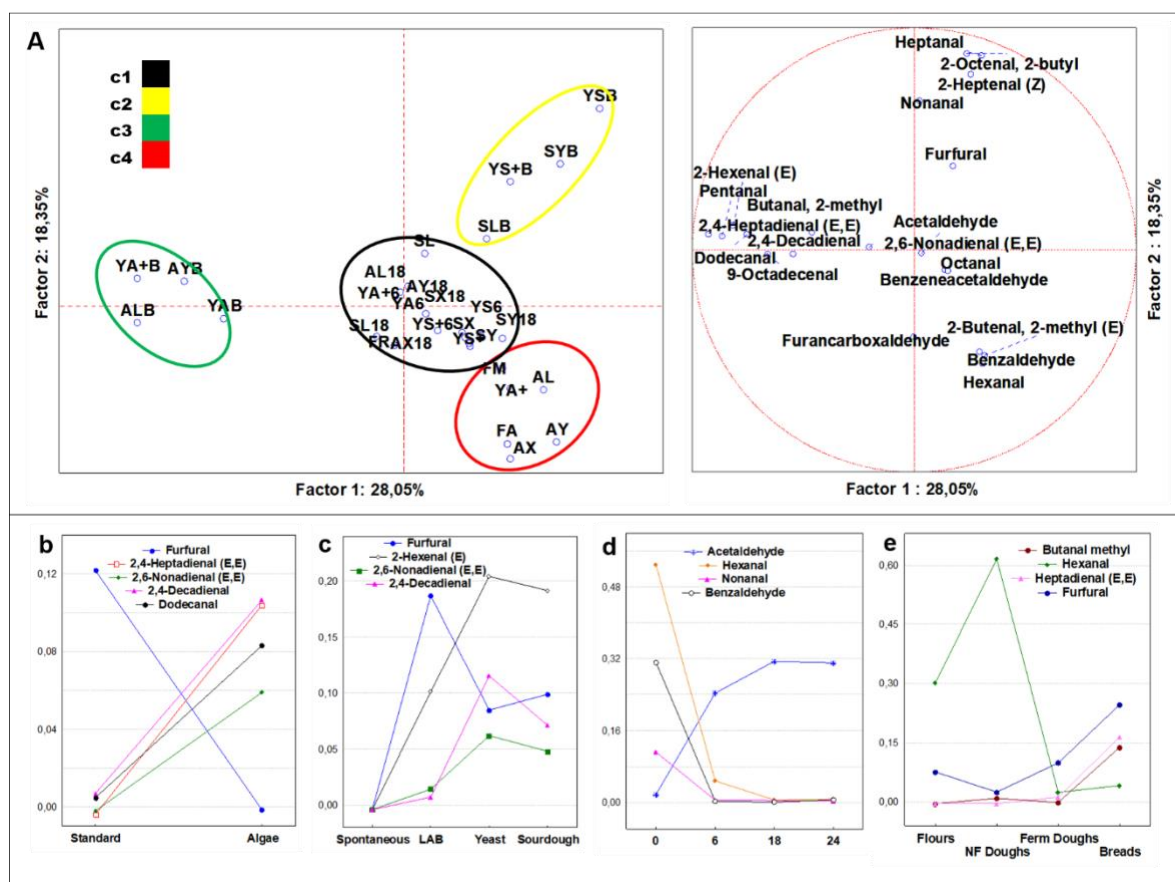 A
c1
c2
c3
c4
YSB
SYB
YS+B
SLB
SL
YA+B
AYB
ALB
YAB
AL18
AY18
YA+6
YA6
SX18
YS6
YS+6
SX
SY18
SL18
SY
FR
AX18
FM
YA+
AL
FA
AY
AX
Factor 2: 18,35%
Factor 1: 28,05%
Heptanal
2-Octenal, 2-butyl
2-Heptenal (Z)
Nonanal
Furfural
2-Hexenal (E)
Pentanal
Butanal, 2-methyl
Acetaldehyde
2,4-Heptadienal (E,E)
2,6-Nonadienal (E,E)
2,4-Decadienal
Dodecanal
Octanal
9-Octadecenal
Benzeneacetaldehyde
Furancarboxaldehyde
2-Butenal, 2-methyl (E)
Benzaldehyde
Hexanal
Factor 2 : 18,35%
Factor 1 : 28,05%
b
Furfural
2,4-Heptadienal (E,E)
2,6-Nonadienal (E,E)
2,4-Decadienal
Dodecanal
0,12
0,08
0,04
0,00
Standard
Algae
c
Furfural
2-Hexenal (E)
2,6-Nonadienal (E,E)
2,4-Decadienal
0,20
0,15
0,10
0,05
0,00
Spontaneous
LAB
Yeast
Sourdough
d
Acetaldehyde
Hexanal
Nonanal
Benzaldehyde
0,48
0,32
0,16
0,00
0
6
18
24
e
Butanal methyl
Hexanal
Heptadienal (E,E)
Furfural
0,60
0,45
0,30
0,15
0,00
Flours
NF Doughs
Ferm Doughs
Breads